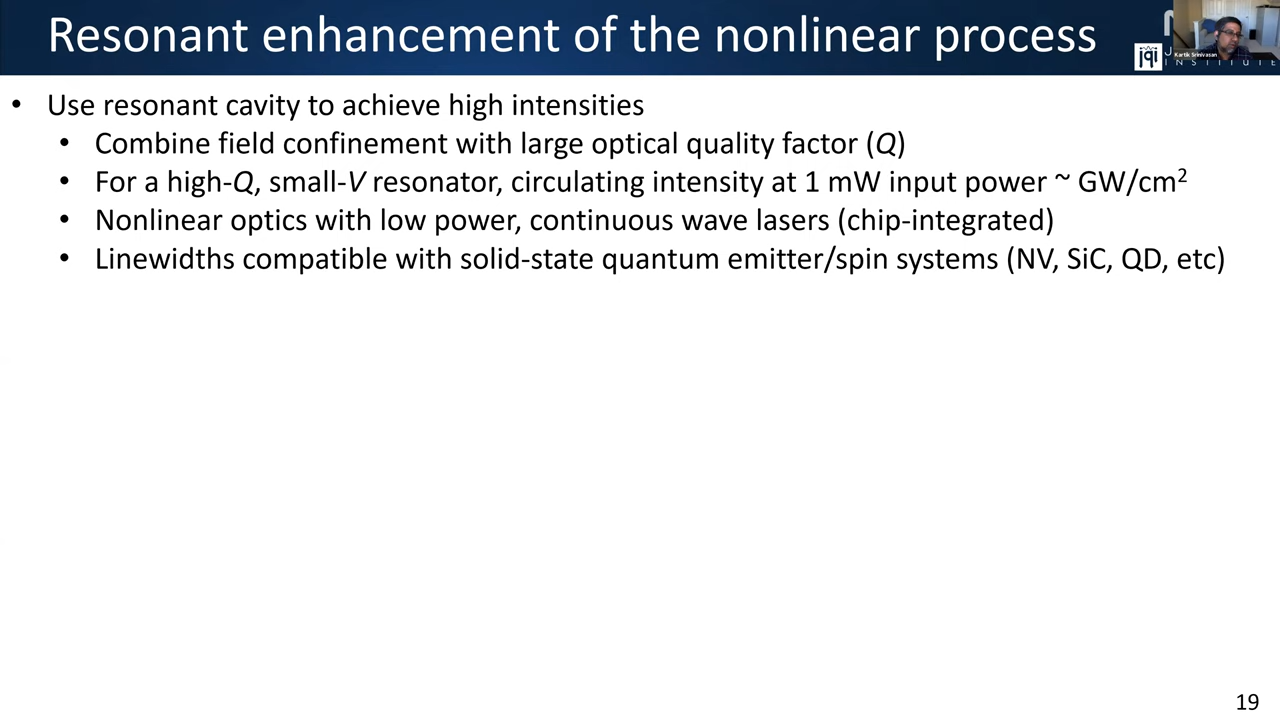 Resonant enhancement of the nonlinear process
jqi
Kartik Srinivasan
I N S T I T U T E
• Use resonant cavity to achieve high intensities
• Combine field confinement with large optical quality factor (Q)
• For a high-Q, small-V resonator, circulating intensity at 1 mW input power ~ GW/cm²
• Nonlinear optics with low power, continuous wave lasers (chip-integrated)
• Linewidths compatible with solid-state quantum emitter/spin systems (NV, SiC, QD, etc)
19